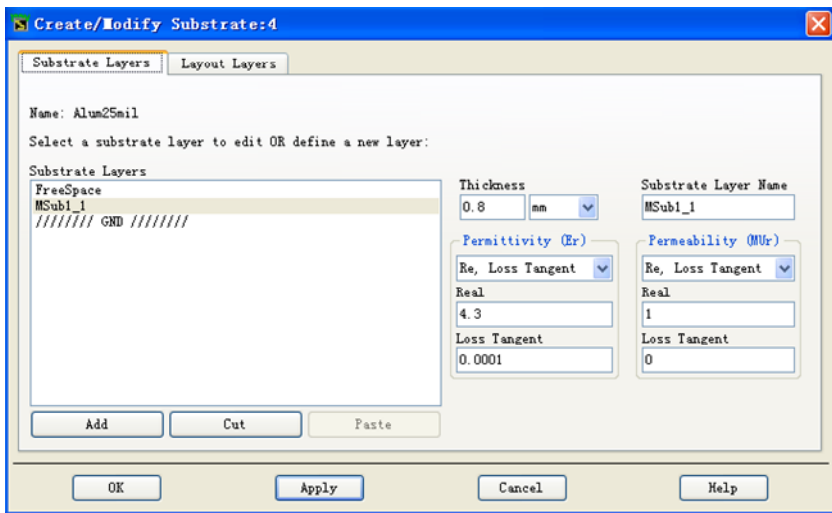 Create/Modify Substrate:4
Substrate Layers
Layout Layers
Name: Alum25mil
Select a substrate layer to edit OR define a new layer:
Substrate Layers
FreeSpace
MSub1_1
//////// GND ////////
Thickness
0.8
mm
Substrate Layer Name
MSub1_1
Permittivity (Er)
Re, Loss Tangent
Real
4.3
Loss Tangent
0.0001
Permeability (MUr)
Re, Loss Tangent
Real
1
Loss Tangent
0
Add
Cut
Paste
OK
Apply
Cancel
Help